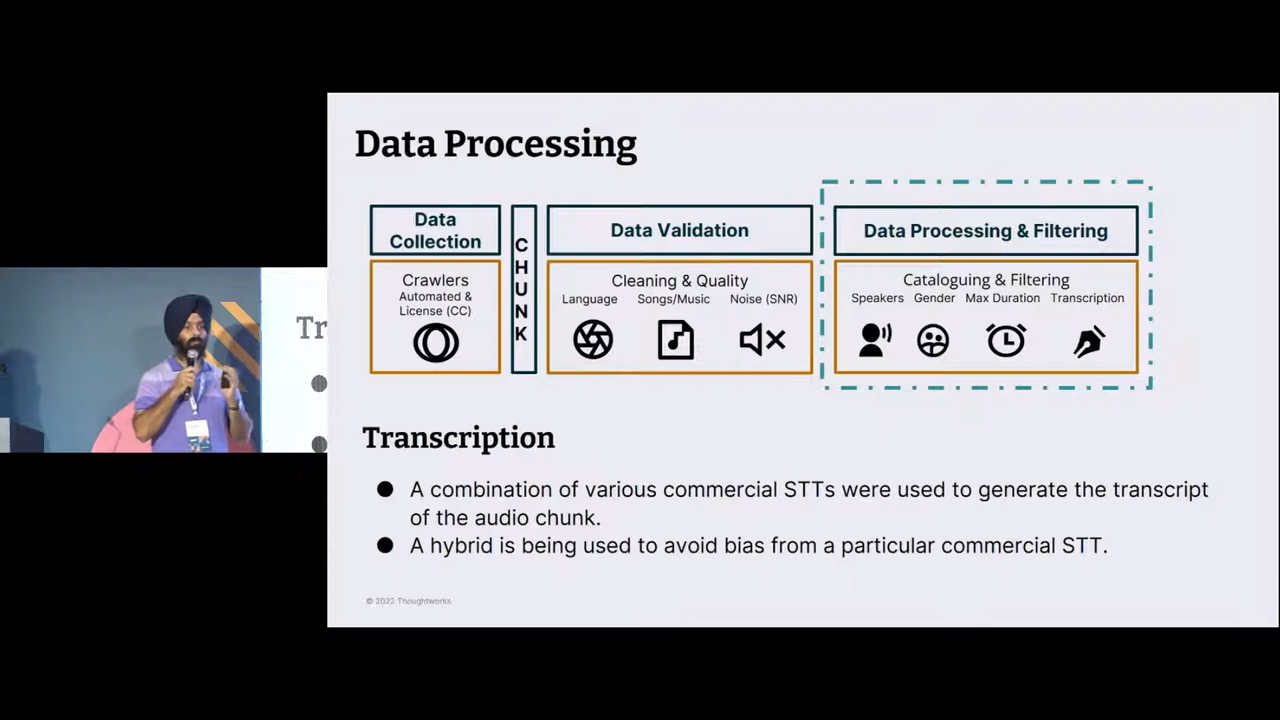 Data Processing
Data
Collection
CHUNK
Data Validation
Data Processing & Filtering
Crawlers
Automated &
License (CC)
Cleaning & Quality
Language Songs/Music Noise (SNR)
Cataloguing & Filtering
Speakers Gender Max Duration Transcription
Transcription
● A combination of various commercial STTs were used to generate the transcript
of the audio chunk.
● A hybrid is being used to avoid bias from a particular commercial STT.
© 2022 Thoughtworks
Tr